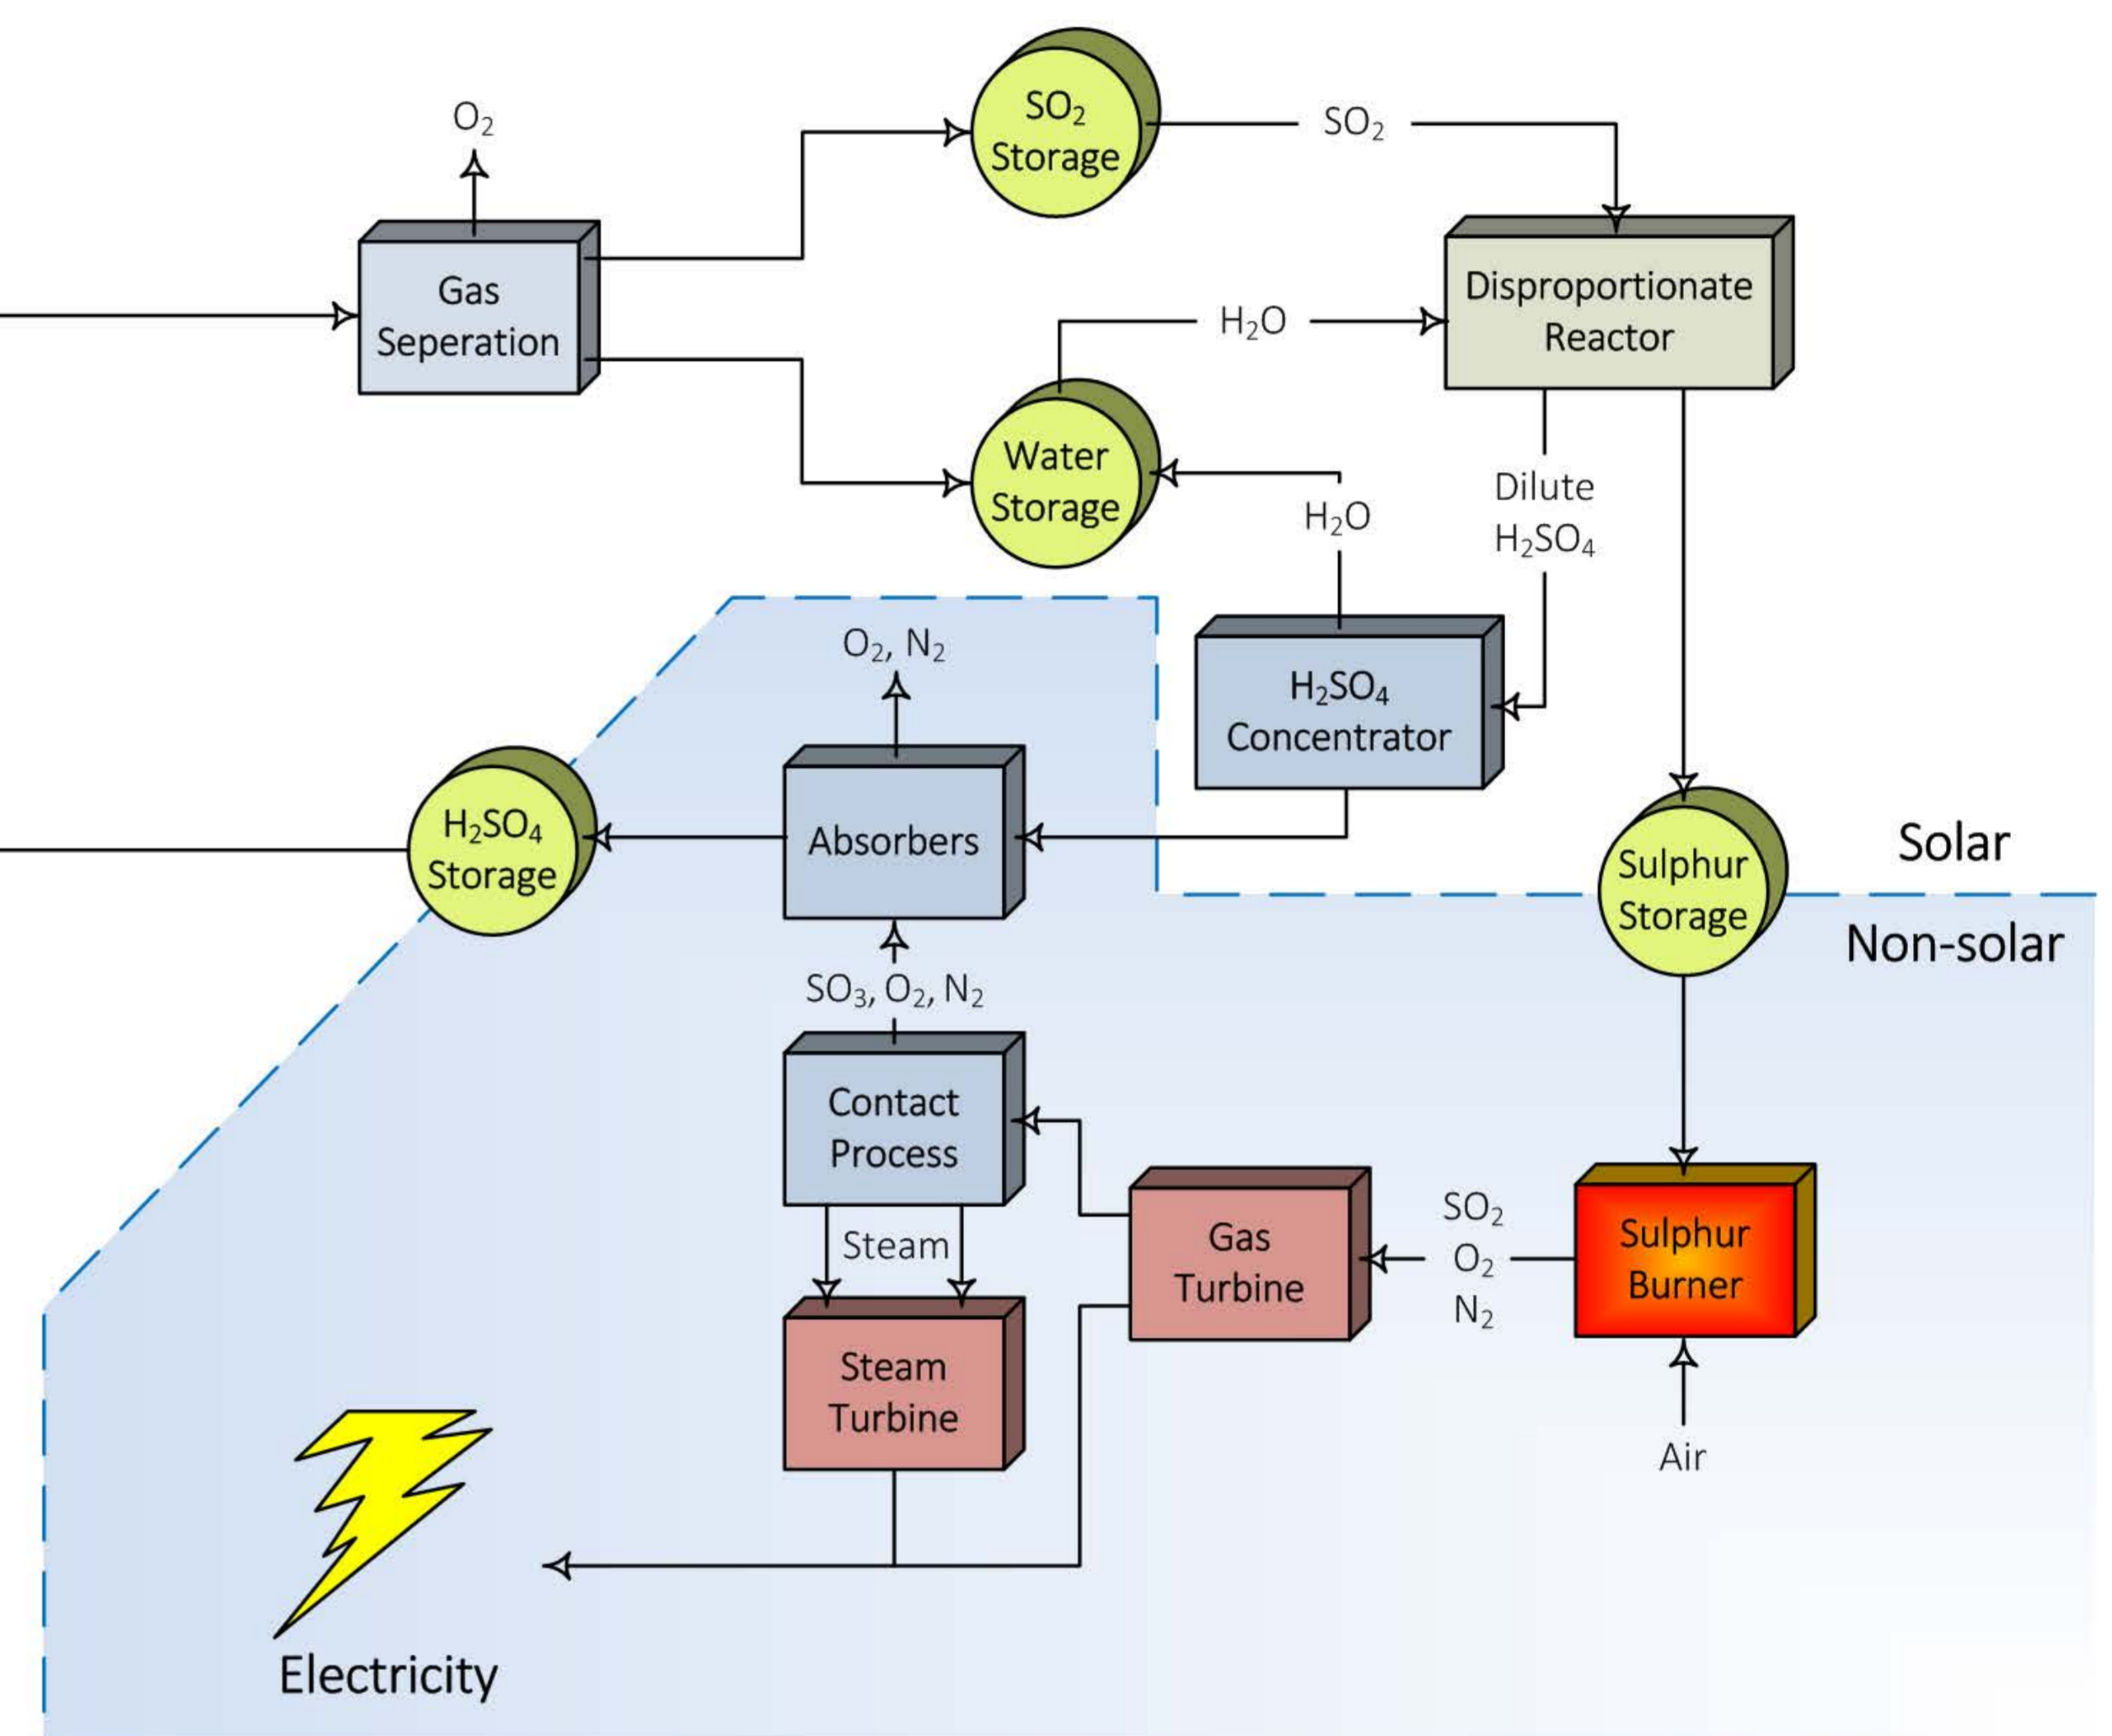 O₂
SO₂
Storage
SO₂
Gas
Seperation
Disproportionate
Reactor
H₂O
Water
Storage
H₂O
Dilute
H₂SO₄
O₂, N₂
H₂SO₄
Concentrator
H₂SO₄
Storage
Absorbers
Sulphur
Storage
Solar
Non-solar
SO₃, O₂, N₂
Contact
Process
Steam
Gas
Turbine
SO₂
O₂
N₂
Sulphur
Burner
Steam
Turbine
Air
Electricity